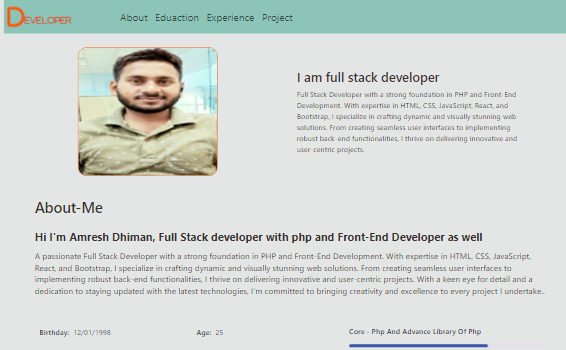 DEVELOPER
About Eduaction Experience Project
I am full stack developer
Full Stack Developer with a strong foundation in PHP and Front-End
Development. With expertise in HTML, CSS, JavaScript, React, and
Bootstrap, I specialize in crafting dynamic and visually stunning web
solutions. From creating seamless user interfaces to implementing
robust back-end functionalities, I thrive on delivering innovative and
user-centric projects.
About-Me
Hi I'm Amresh Dhiman, Full Stack developer with php and Front-End Developer as well
A passionate Full Stack Developer with a strong foundation in PHP and Front-End Development. With expertise in HTML, CSS, JavaScript,
React, and Bootstrap, I specialize in crafting dynamic and visually stunning web solutions. From creating seamless user interfaces to
implementing robust back-end functionalities, I thrive on delivering innovative and user-centric projects. With a keen eye for detail and a
dedication to staying updated with the latest technologies, I'm committed to bringing creativity and excellence to every project I undertake..
Birthday: 12/01/1998 Age: 25 Core - Php And Advance Library Of Php